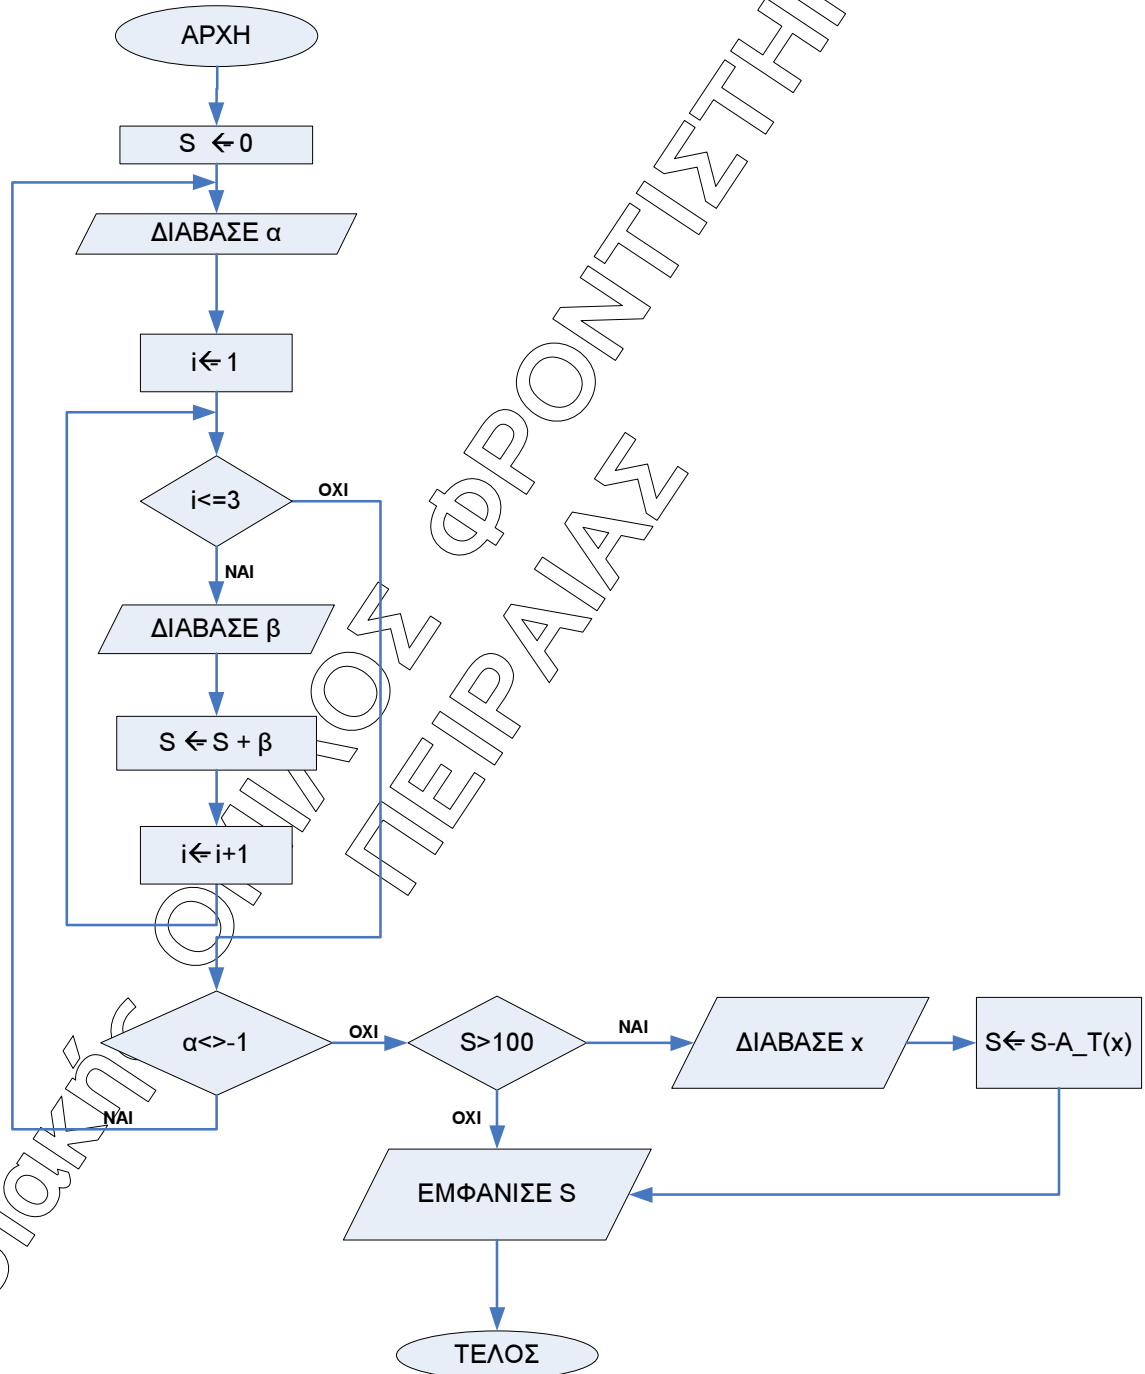 ΑΡΧΗ
S ← 0
ΔΙΑΒΑΣΕ α
i← 1
i<=3
ΟΧΙ
ΝΑΙ
ΔΙΑΒΑΣΕ β
S ← S + β
i← i+1
α<>-1
ΟΧΙ
S>100
ΝΑΙ
ΔΙΑΒΑΣΕ x
S← S-A_T(x)
ΝΑΙ
ΟΧΙ
ΕΜΦΑΝΙΣΕ S
ΤΕΛΟΣ
ΟΜΙΛΟΣ ΦΡΟΝΤΙΣΤΗ
ΠΕΙΡΑΙΑΣ